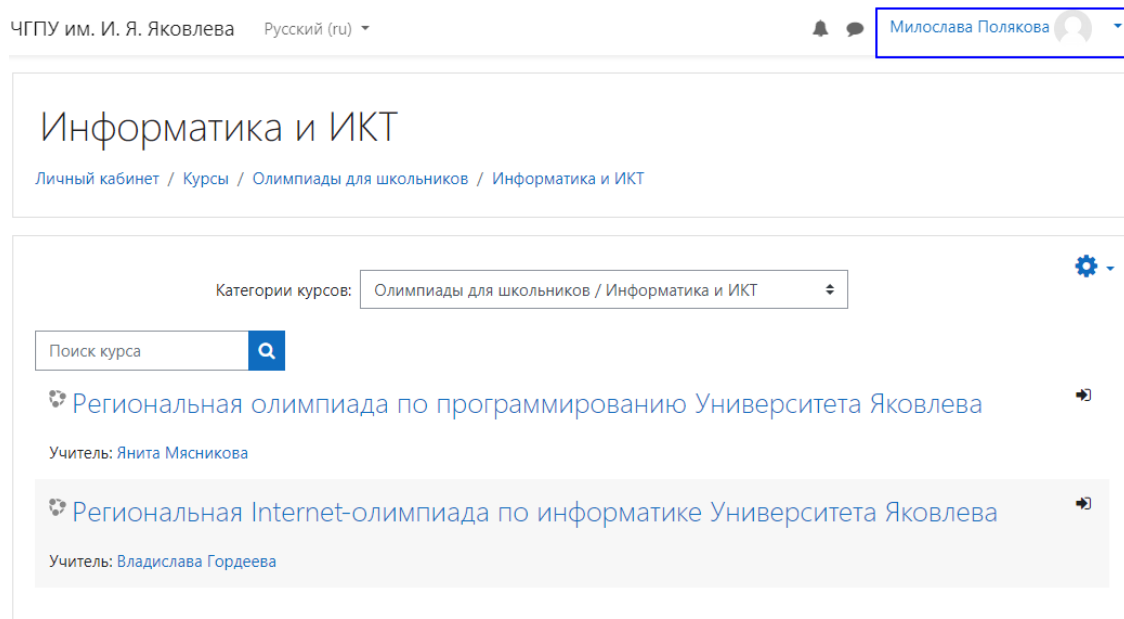 ЧГПУ им. И. Я. Яковлева Русский (ru) Милослава Полякова
Информатика и ИКТ
Личный кабинет / Курсы / Олимпиады для школьников / Информатика и ИКТ
Категории курсов: Олимпиады для школьников / Информатика и ИКТ
Поиск курса
Региональная олимпиада по программированию Университета Яковлева
Учитель: Янита Мясникова
Региональная Internet-олимпиада по информатике Университета Яковлева
Учитель: Владислава Гордеева